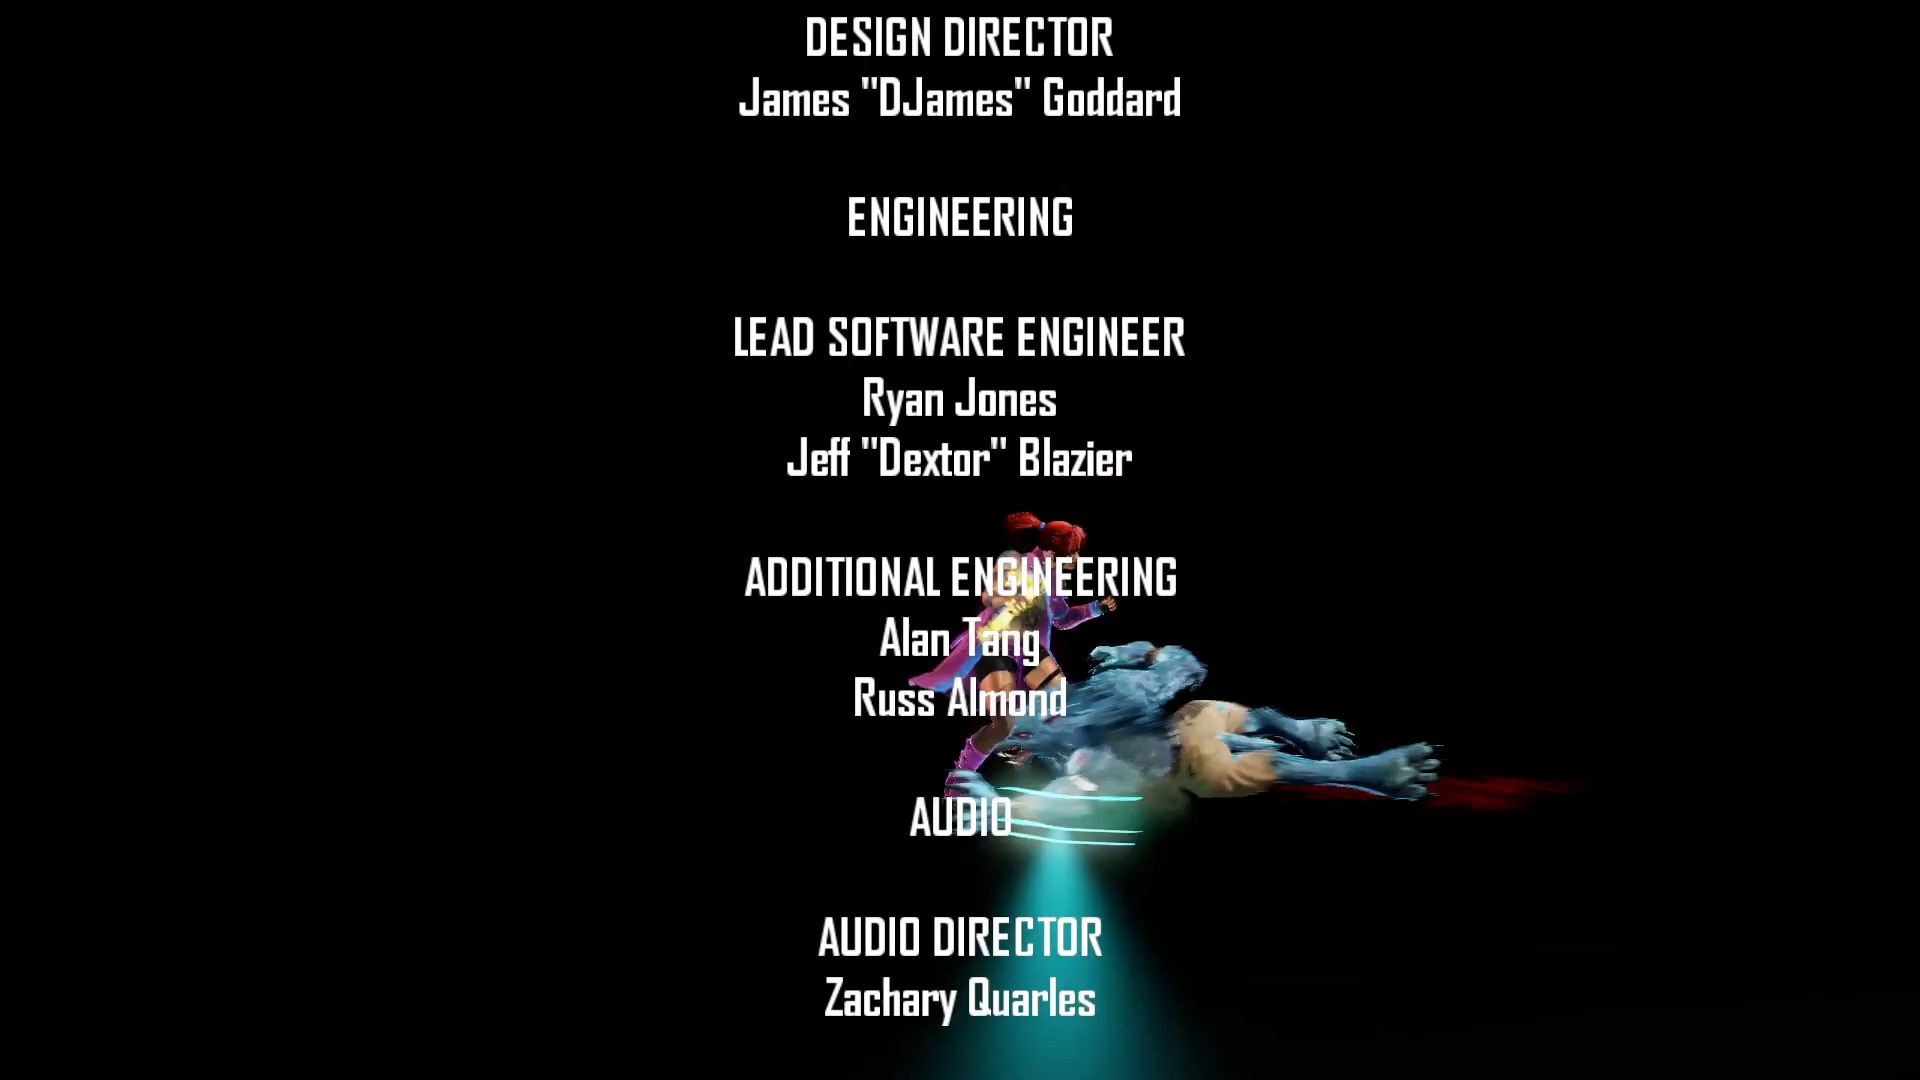 DESIGN DIRECTOR
James "DJames" Goddard
ENGINEERING
LEAD SOFTWARE ENGINEER
Ryan Jones
Jeff "Dextor" Blazier
ADDITIONAL ENGINEERING
Alan Tang
Russ Almond
AUDIO
AUDIO DIRECTOR
Zachary Quarles